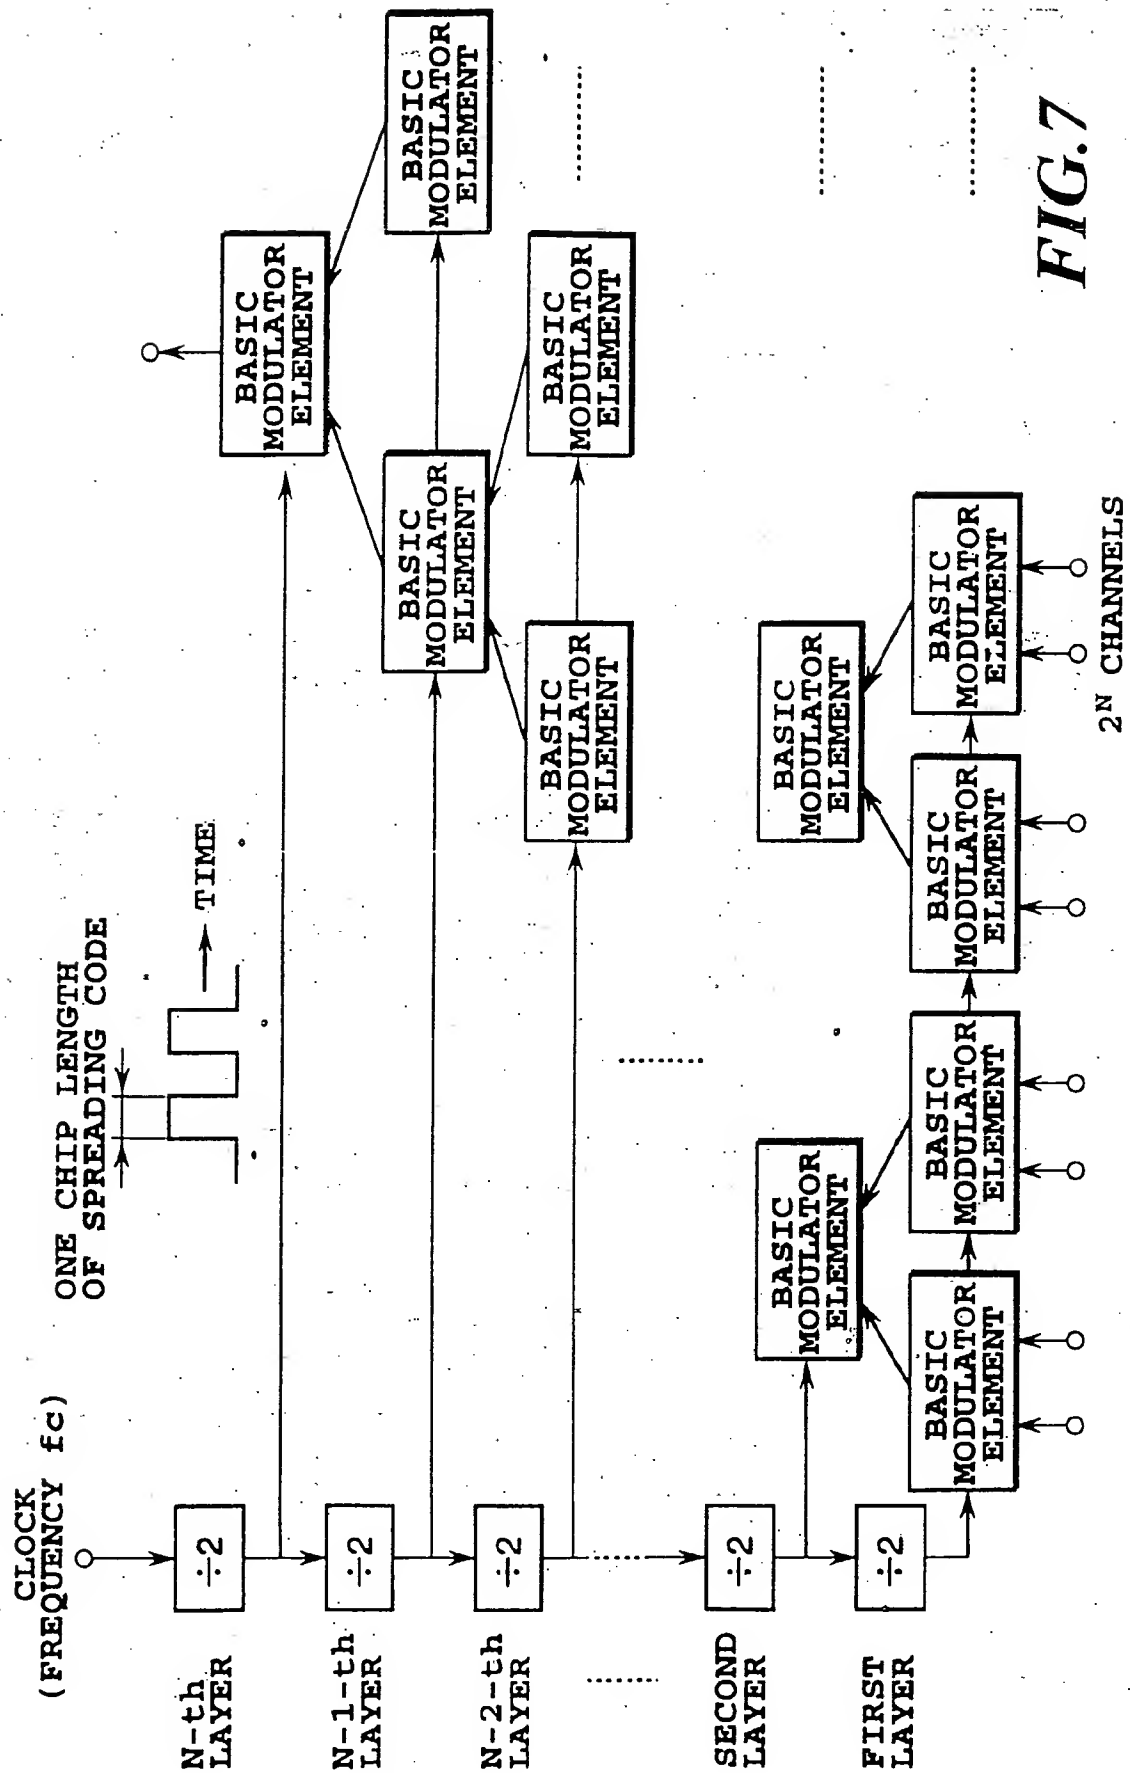 CLOCK
(FREQUENCY fc)
ONE CHIP LENGTH
OF SPREADING CODE
TIME
N-th
LAYER
÷2
BASIC
MODULATOR
ELEMENT
N-1-th
LAYER
÷2
BASIC
MODULATOR
ELEMENT
BASIC
MODULATOR
ELEMENT
N-2-th
LAYER
÷2
BASIC
MODULATOR
ELEMENT
BASIC
MODULATOR
ELEMENT
SECOND
LAYER
÷2
BASIC
MODULATOR
ELEMENT
BASIC
MODULATOR
ELEMENT
FIRST
LAYER
÷2
BASIC
MODULATOR
ELEMENT
BASIC
MODULATOR
ELEMENT
BASIC
MODULATOR
ELEMENT
BASIC
MODULATOR
ELEMENT
2ᴺ CHANNELS
FIG.7